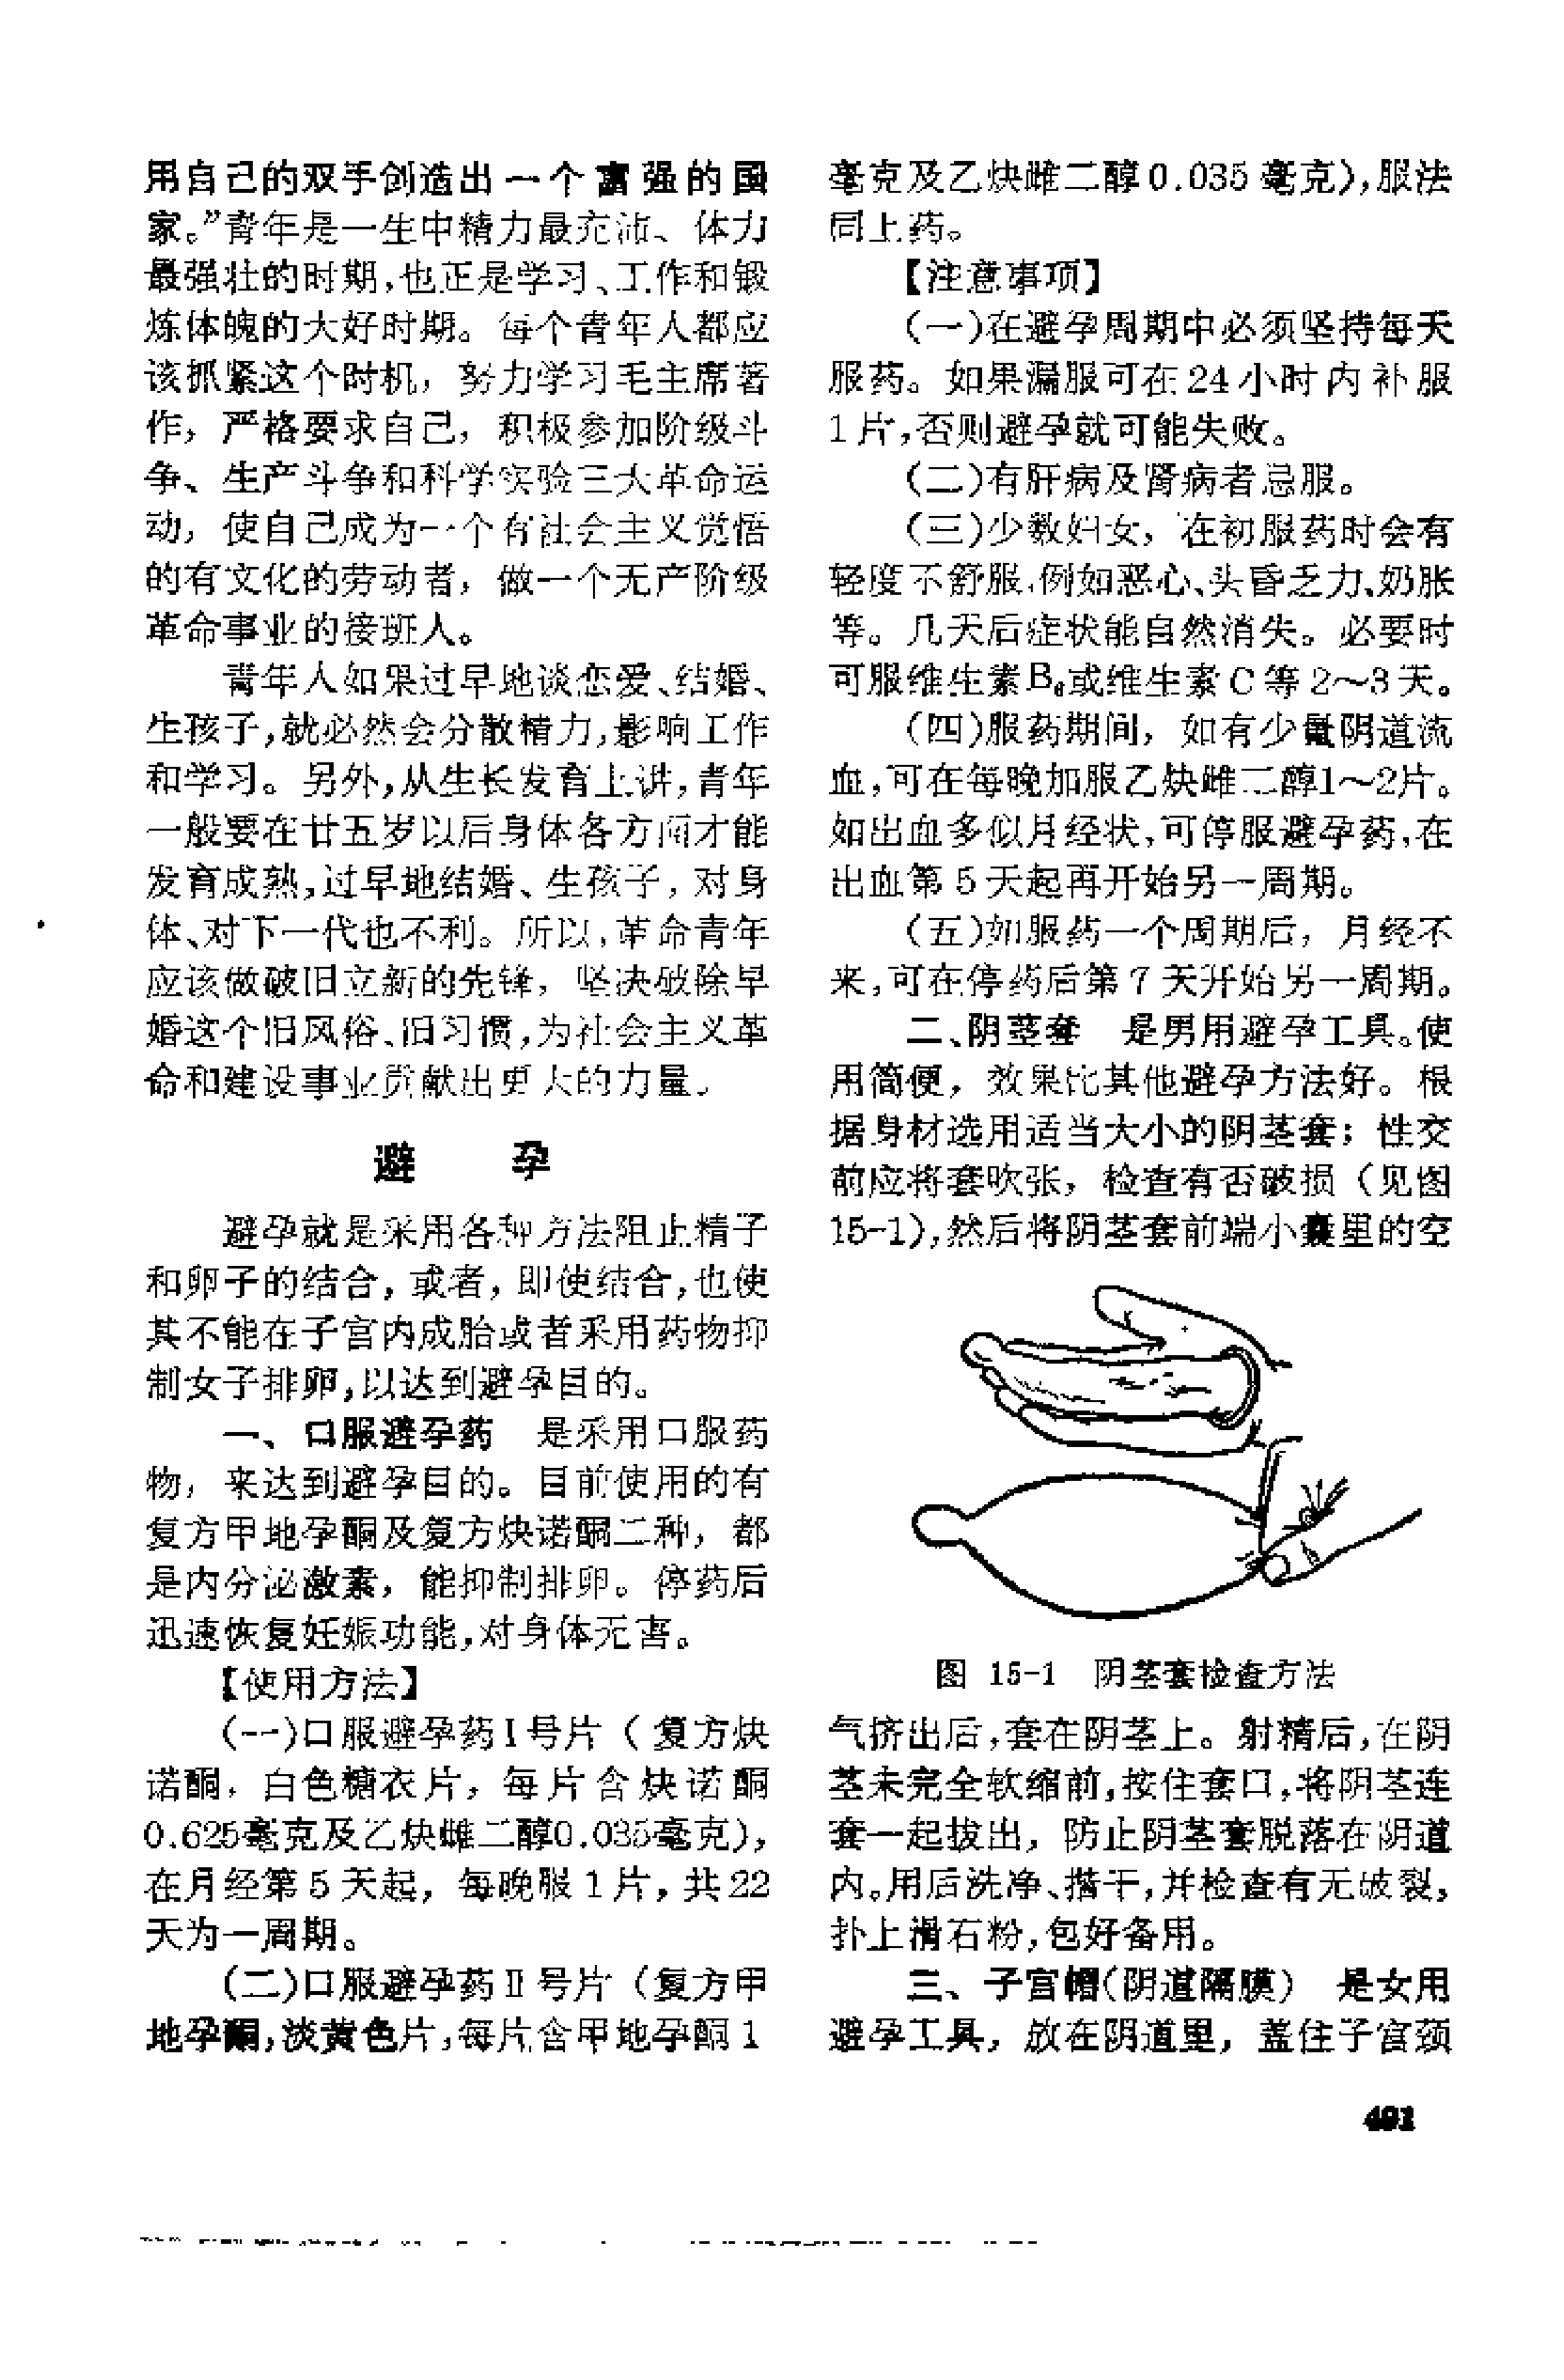 用自己的双手创造出一个富强的国
家。”青年是一生中精力最充沛、体力
最强壮的时期,也正是学习、工作和锻
炼体魄的大好时期。每个青年人都应
该抓紧这个时机，努力学习毛主席著
作，严格要求自己，积极参加阶级斗
争、生产斗争和科学实验三大革命运
动，使自己成为一个有社会主义觉悟
的有文化的劳动者，做一个无产阶级
革命事业的接班人。
青年人如果过早地谈恋爱、结婚、
生孩子,就必然会分散精力,影响工作
和学习。另外,从生长发育上讲,青年
一般要在廿五岁以后身体各方面才能
发育成熟,过早地结婚、生孩子,对身
体、对下一代也不利。所以,革命青年
应该做破旧立新的先锋，坚决破除早
婚这个旧风俗、旧习惯,为社会主义革
命和建设事业贡献出更大的力量。
避 孕
避孕就是采用各种方法阻止精子
和卵子的结合,或者,即使结合,也使
其不能在子宫内成胎或者采用药物抑
制女子排卵,以达到避孕目的。
一、口服避孕药 是采用口服药
物，来达到避孕目的。目前使用的有
复方甲地孕酮及复方炔诺酮二种，都
是内分泌激素，能抑制排卵。停药后
迅速恢复妊娠功能,对身体无害。
【使用方法】
(一)口服避孕药Ⅰ号片（复方炔
诺酮，白色糖衣片，每片含炔诺酮
0.625毫克及乙炔雌二醇0.035毫克),
在月经第5天起，每晚服1片，共22
天为一周期。
(二)口服避孕药Ⅱ号片（复方甲
地孕酮,淡黄色片,每片含甲地孕酮1
毫克及乙炔雌二醇0.035毫克),服法
同上药。
【注意事项】
(一)在避孕周期中必须坚持每天
服药。如果漏服可在24小时内补服
1片,否则避孕就可能失败。
(二)有肝病及肾病者忌服。
(三)少数妇女，在初服药时会有
轻度不舒服,例如恶心、头昏乏力、奶胀
等。几天后症状能自然消失。必要时
可服维生素B₆或维生素C等2～3天。
(四)服药期间，如有少量阴道流
血,可在每晚加服乙炔雌二醇1～2片。
如出血多似月经状,可停服避孕药,在
出血第5天起再开始另一周期。
(五)如服药一个周期后，月经不
来,可在停药后第7天开始另一周期。
二、阴茎套 是男用避孕工具。使
用简便，效果比其他避孕方法好。根
据身材选用适当大小的阴茎套；性交
前应将套吹张，检查有否破损（见图
15-1),然后将阴茎套前端小囊里的空
图 15-1 阴茎套检查方法
气挤出后,套在阴茎上。射精后,在阴
茎未完全软缩前,按住套口,将阴茎连
套一起拔出，防止阴茎套脱落在阴道
内。用后洗净、揩干,并检查有无破裂,
扑上滑石粉,包好备用。
三、子宫帽(阴道隔膜） 是女用
避孕工具，放在阴道里，盖住子宫颈